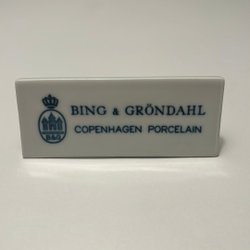 BING & GRÖNDAHL
COPENHAGEN PORCELAIN
B&G